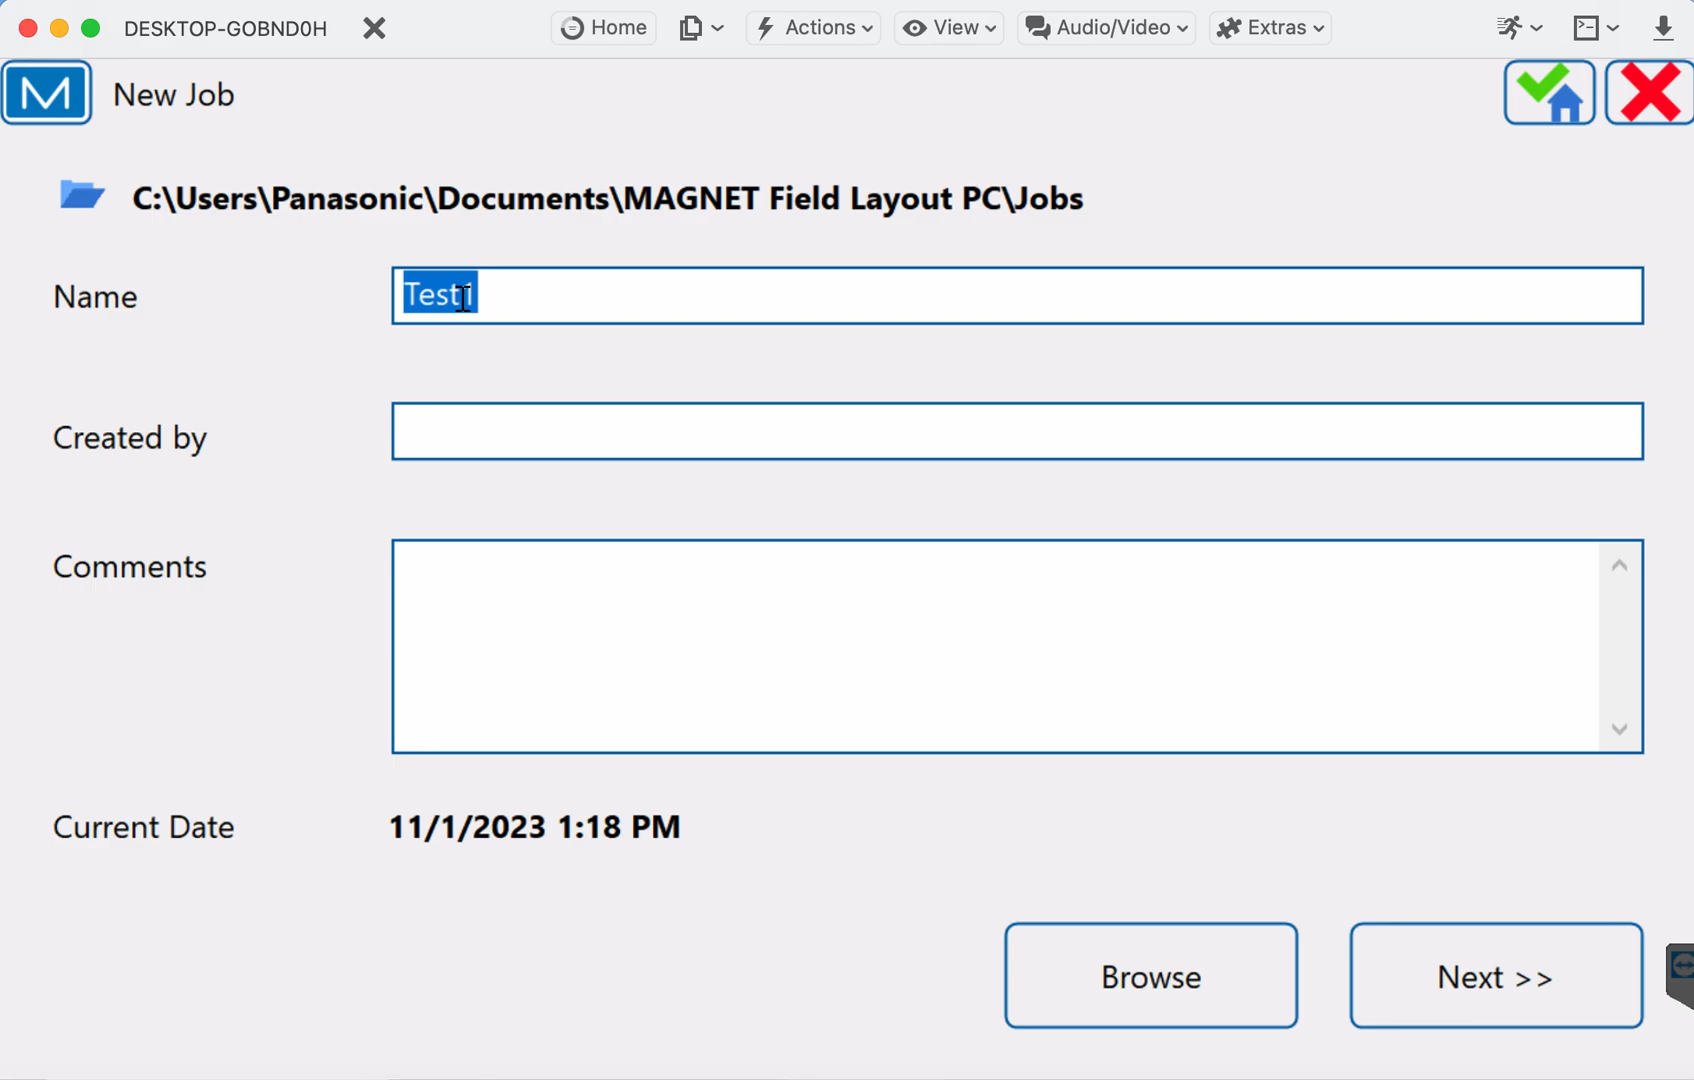 DESKTOP-GOBND0H Home Actions View Audio/Video Extras
M New Job
C:\Users\Panasonic\Documents\MAGNET Field Layout PC\Jobs
Name Test1
Created by
Comments
Current Date 11/1/2023 1:18 PM
Browse Next >>